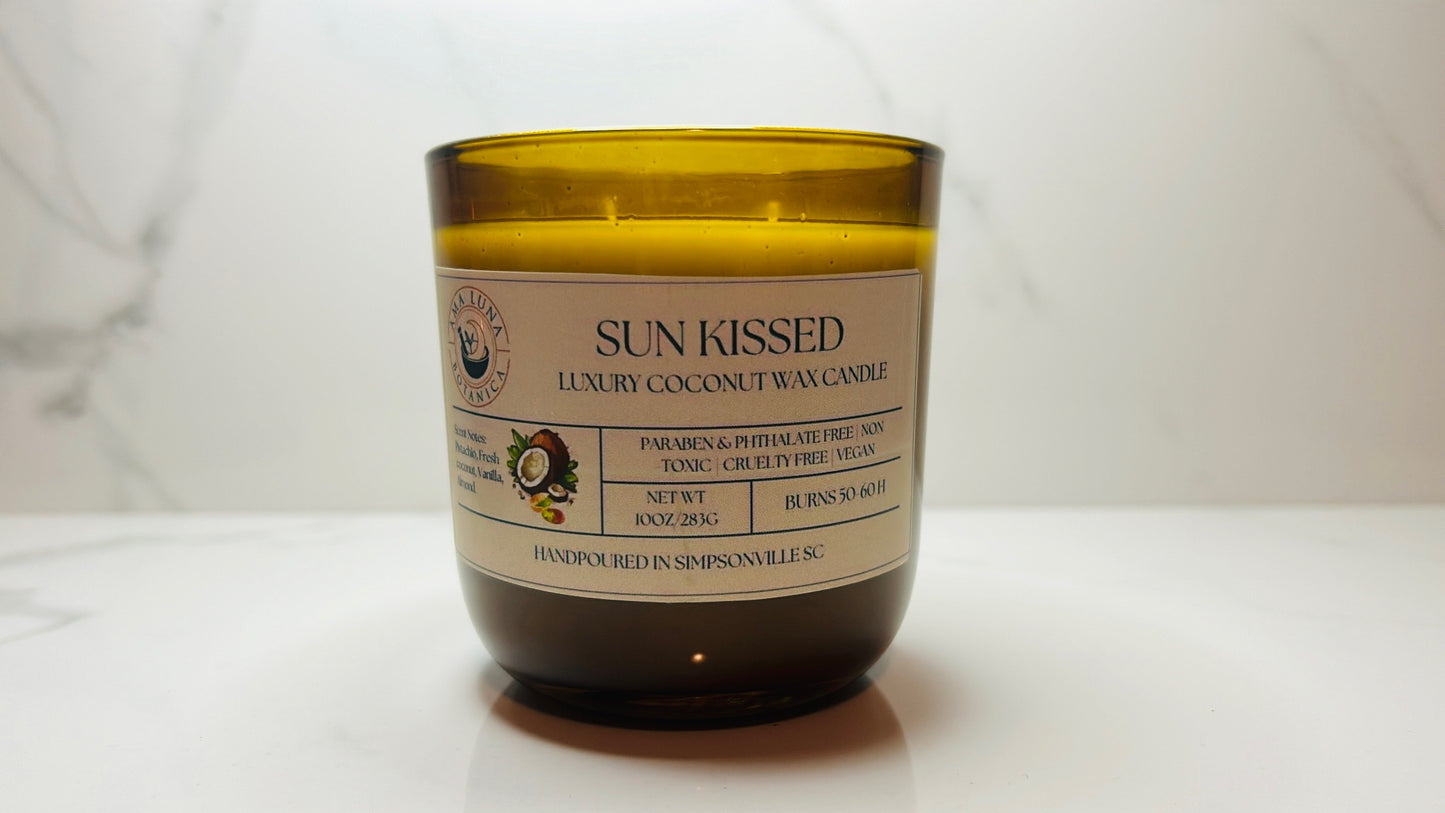 AMA LUNA
BOTANICA
SUN KISSED
LUXURY COCONUT WAX CANDLE
Scent Notes:
Pistachio, Fresh
coconut, Vanilla,
Almond.
PARABEN & PHTHALATE FREE | NON
TOXIC | CRUELTY FREE | VEGAN
NET WT
10OZ/283G
BURNS 50-60 H
HANDPOURED IN SIMPSONVILLE SC